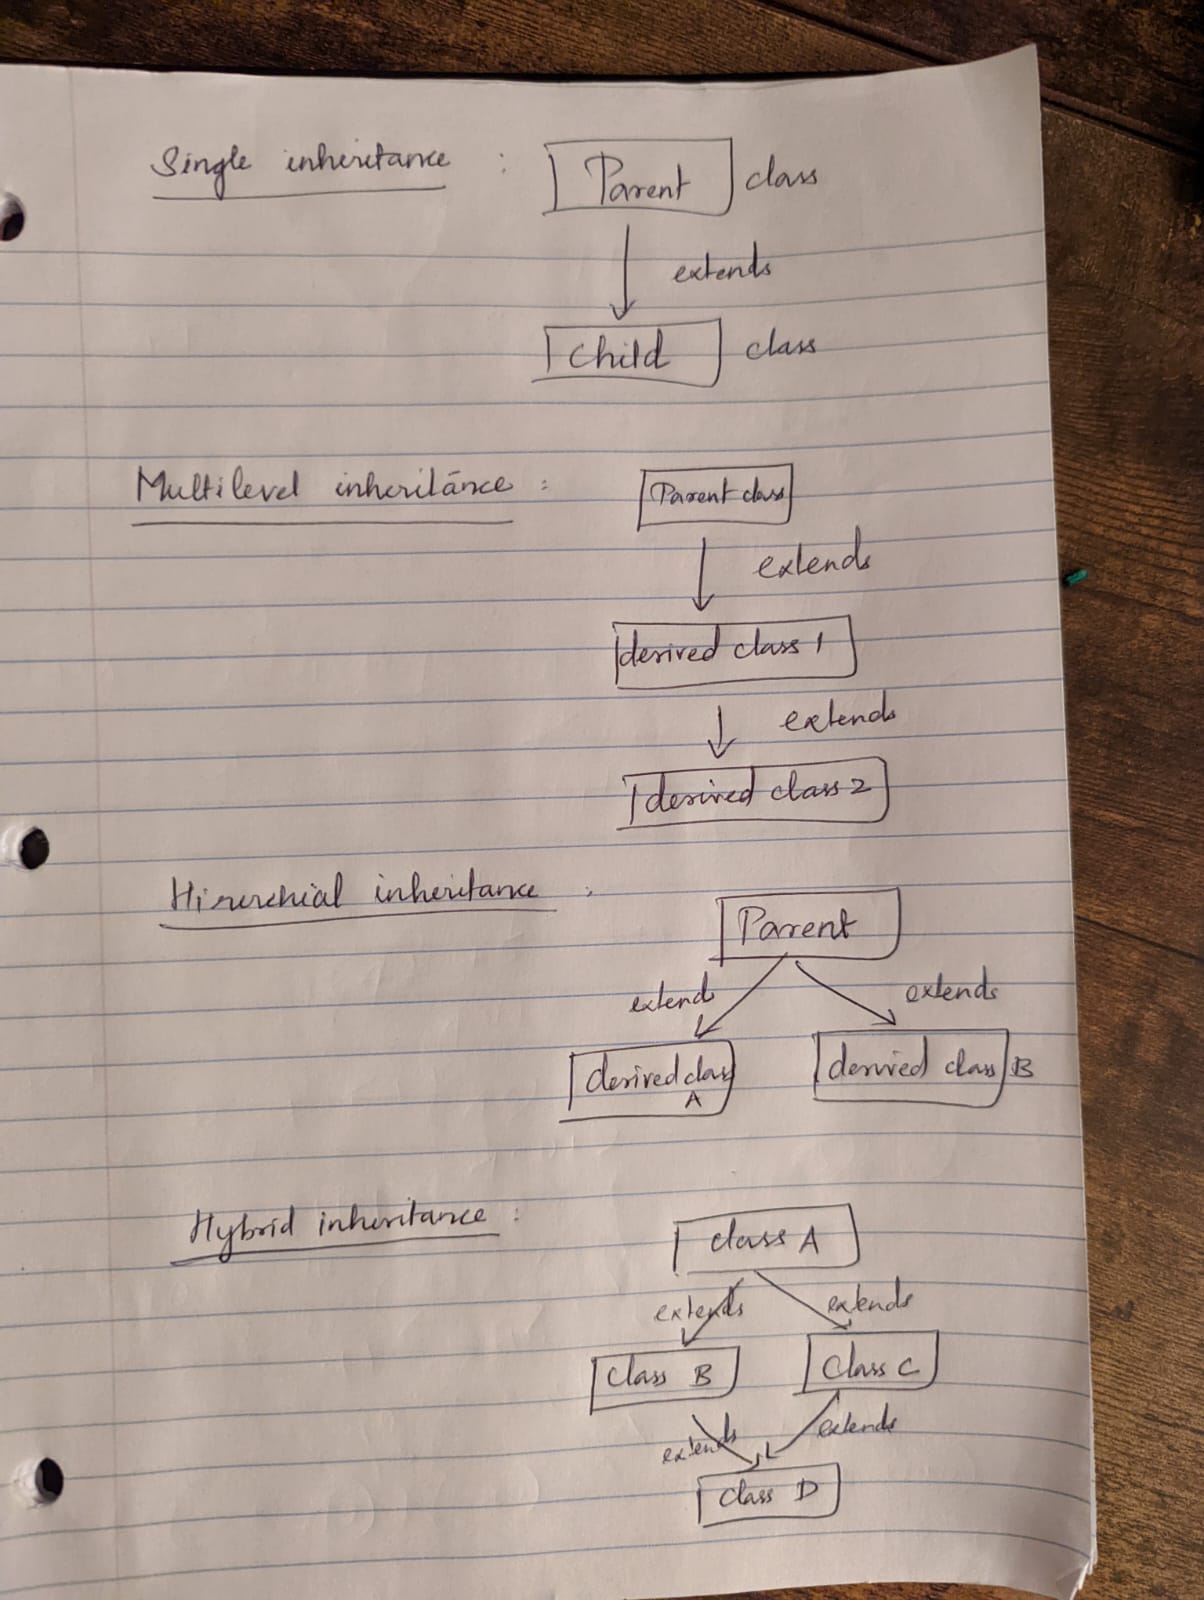 Single inheritance : Parent class
extends
Child class
Multilevel inheritance : Parent class
extends
derived class 1
extends
derived class 2
Hirerchial inheritance : Parent
extend extends
derived class A derived class B
Hybrid inheritance : class A
extends extends
class B class C
extends extends
class D